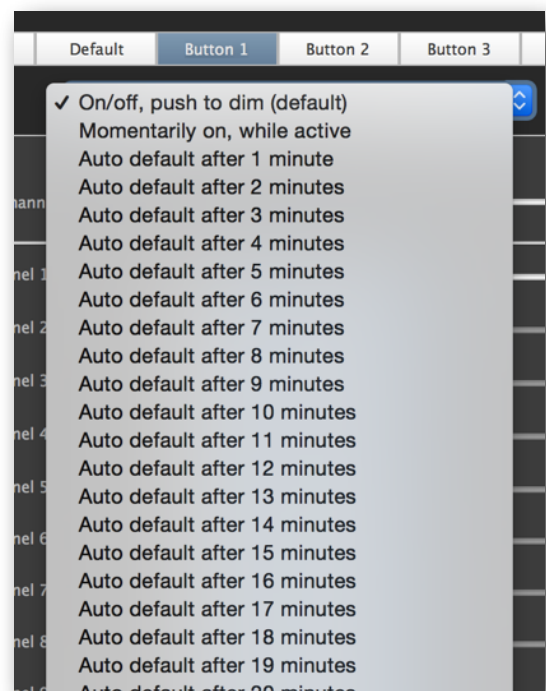 Default Button 1 Button 2 Button 3
✓ On/off, push to dim (default)
Momentarily on, while active
Auto default after 1 minute
Auto default after 2 minutes
Auto default after 3 minutes
Auto default after 4 minutes
Auto default after 5 minutes
Auto default after 6 minutes
Auto default after 7 minutes
Auto default after 8 minutes
Auto default after 9 minutes
Auto default after 10 minutes
Auto default after 11 minutes
Auto default after 12 minutes
Auto default after 13 minutes
Auto default after 14 minutes
Auto default after 15 minutes
Auto default after 16 minutes
Auto default after 17 minutes
Auto default after 18 minutes
Auto default after 19 minutes
Auto default after 20 minutes